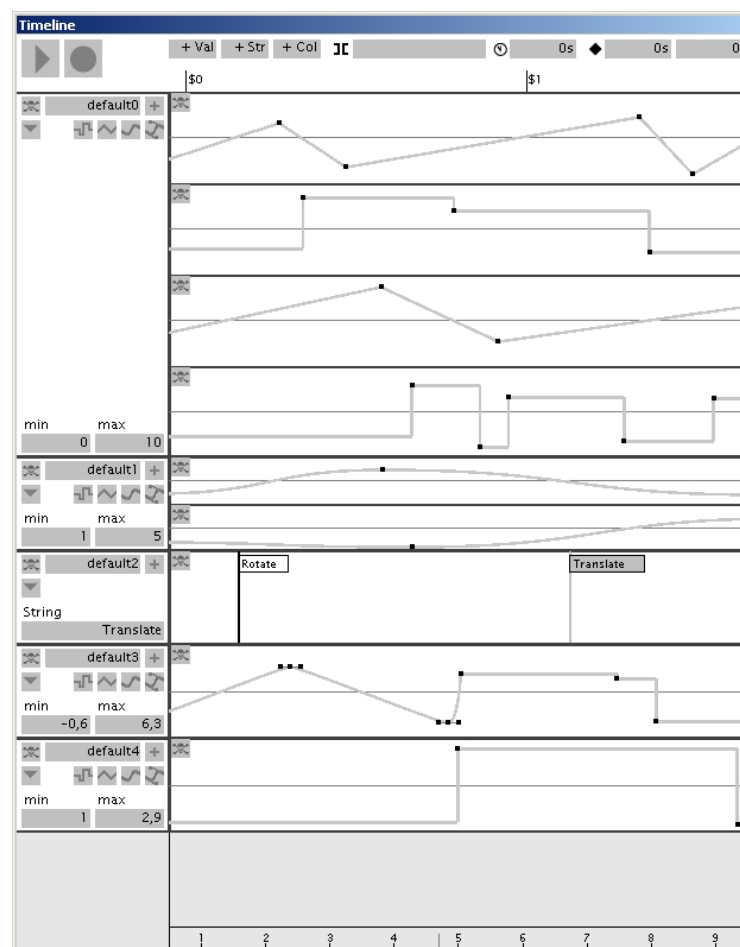 Timeline
+ Val + Str + Col 0s 0s 0
$0 $1
default0 +
min max
0 10
default1 +
min max
1 5
default2 +
Rotate Translate
String
Translate
default3 +
min max
-0,6 6,3
default4 +
min max
1 2,9
1 2 3 4 5 6 7 8 9